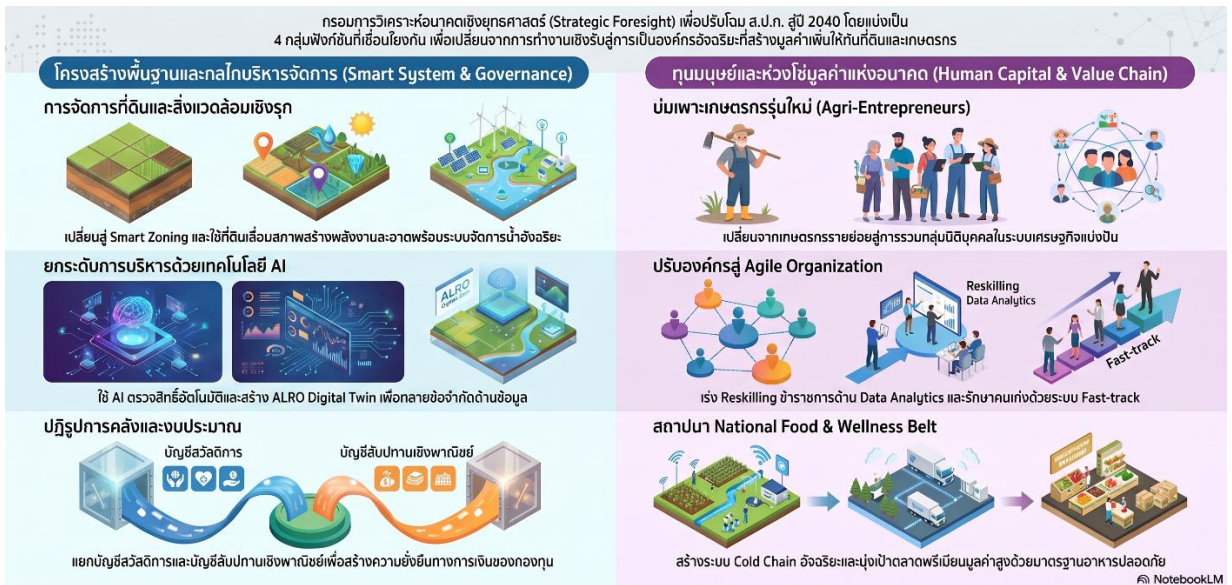 กรอบการวิเคราะห์อนาคตเชิงยุทธศาสตร์ (Strategic Foresight) เพื่อปรับโฉม ส.ป.ก. สู่ปี 2040 โดยแบ่งเป็น
4 กลุ่มฟังก์ชันที่เชื่อมโยงกัน เพื่อเปลี่ยนจากการทำงานเชิงรับสู่การเป็นองค์กรอัจฉริยะที่สร้างมูลค่าเพิ่มให้กับที่ดินและเกษตรกร
โครงสร้างพื้นฐานและกลไกบริหารจัดการ (Smart System & Governance)
การจัดการที่ดินและสิ่งแวดล้อมเชิงรุก
เปลี่ยนสู่ Smart Zoning และใช้ที่ดินเสื่อมสภาพสร้างพลังงานสะอาดพร้อมระบบจัดการน้ำอัจฉริยะ
ยกระดับการบริหารด้วยเทคโนโลยี AI
ALRO
ใช้ AI ตรวจสิทธิ์อัตโนมัติและสร้าง ALRO Digital Twin เพื่อทลายข้อจำกัดด้านข้อมูล
ปฏิรูปการคลังและงบประมาณ
บัญชีสวัสดิการ
บัญชีสัมปทานเชิงพาณิชย์
แยกบัญชีสวัสดิการและบัญชีสัมปทานเชิงพาณิชย์เพื่อสร้างความยั่งยืนทางการเงินของกองทุน
ทุนมนุษย์และห่วงโซ่มูลค่าแห่งอนาคต (Human Capital & Value Chain)
บ่มเพาะเกษตรกรรุ่นใหม่ (Agri-Entrepreneurs)
เปลี่ยนจากเกษตรกรรายย่อยสู่การรวมกลุ่มนิติบุคคลในระบบเศรษฐกิจแบ่งปัน
ปรับองค์กรสู่ Agile Organization
Reskilling
Data Analytics
Fast-track
เร่ง Reskilling ข้าราชการด้าน Data Analytics และรักษาคนเก่งด้วยระบบ Fast-track
สถาปนา National Food & Wellness Belt
สร้างระบบ Cold Chain อัจฉริยะและมุ่งเป้าตลาดพรีเมียมมูลค่าสูงด้วยมาตรฐานอาหารปลอดภัย
NotebookLM